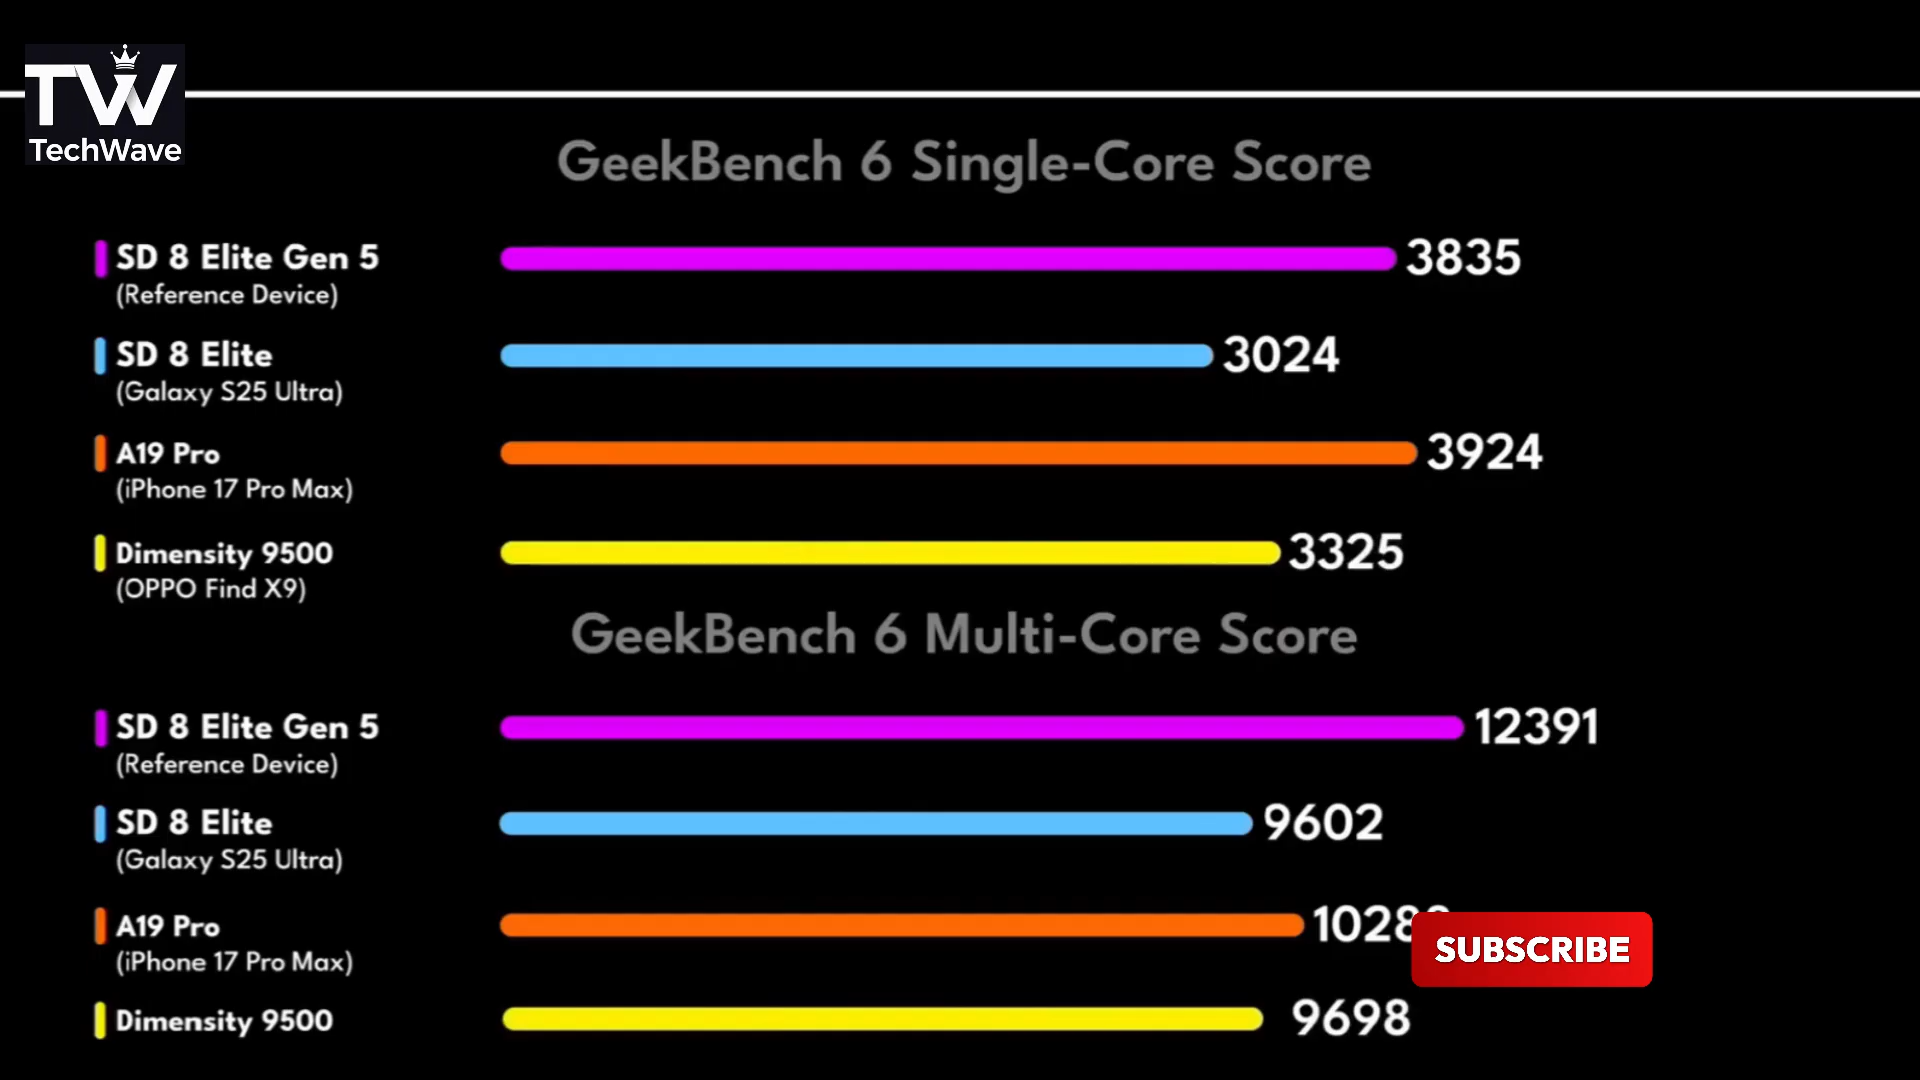 TW
TechWave
GeekBench 6 Single-Core Score
SD 8 Elite Gen 5 3835
(Reference Device)
SD 8 Elite 3024
(Galaxy S25 Ultra)
A19 Pro 3924
(iPhone 17 Pro Max)
Dimensity 9500 3325
(OPPO Find X9)
GeekBench 6 Multi-Core Score
SD 8 Elite Gen 5 12391
(Reference Device)
SD 8 Elite 9602
(Galaxy S25 Ultra)
A19 Pro
(iPhone 17 Pro Max)
SUBSCRIBE
Dimensity 9500 9698